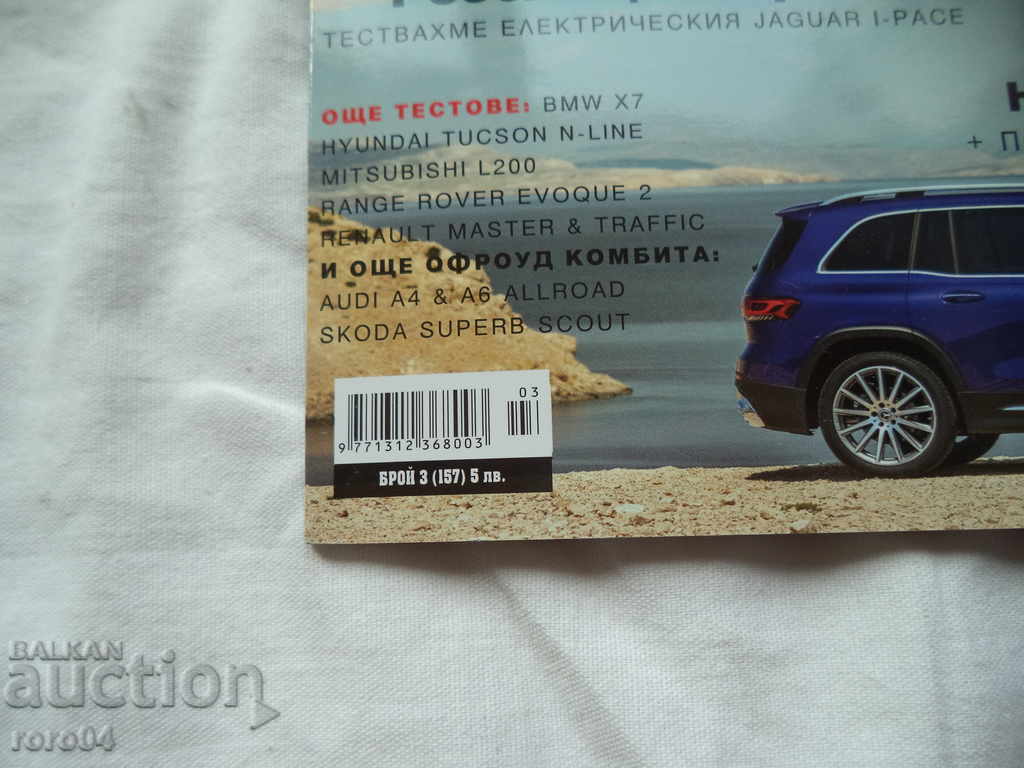 ТЕСТВАХМЕ ЕЛЕКТРИЧЕСКИЯ JAGUAR I-PACE
ОЩЕ ТЕСТОВЕ: BMW X7
HYUNDAI TUCSON N-LINE
MITSUBISHI L200
RANGE ROVER EVOQUE 2
RENAULT MASTER & TRAFFIC
И ОЩЕ ОФРОУД КОМБИТА:
AUDI A4 & A6 ALLROAD
SKODA SUPERB SCOUT
+ П
03
9 771312 368003
БРОЙ 3 (157) 5 лв.
BALKAN
auction
roro04